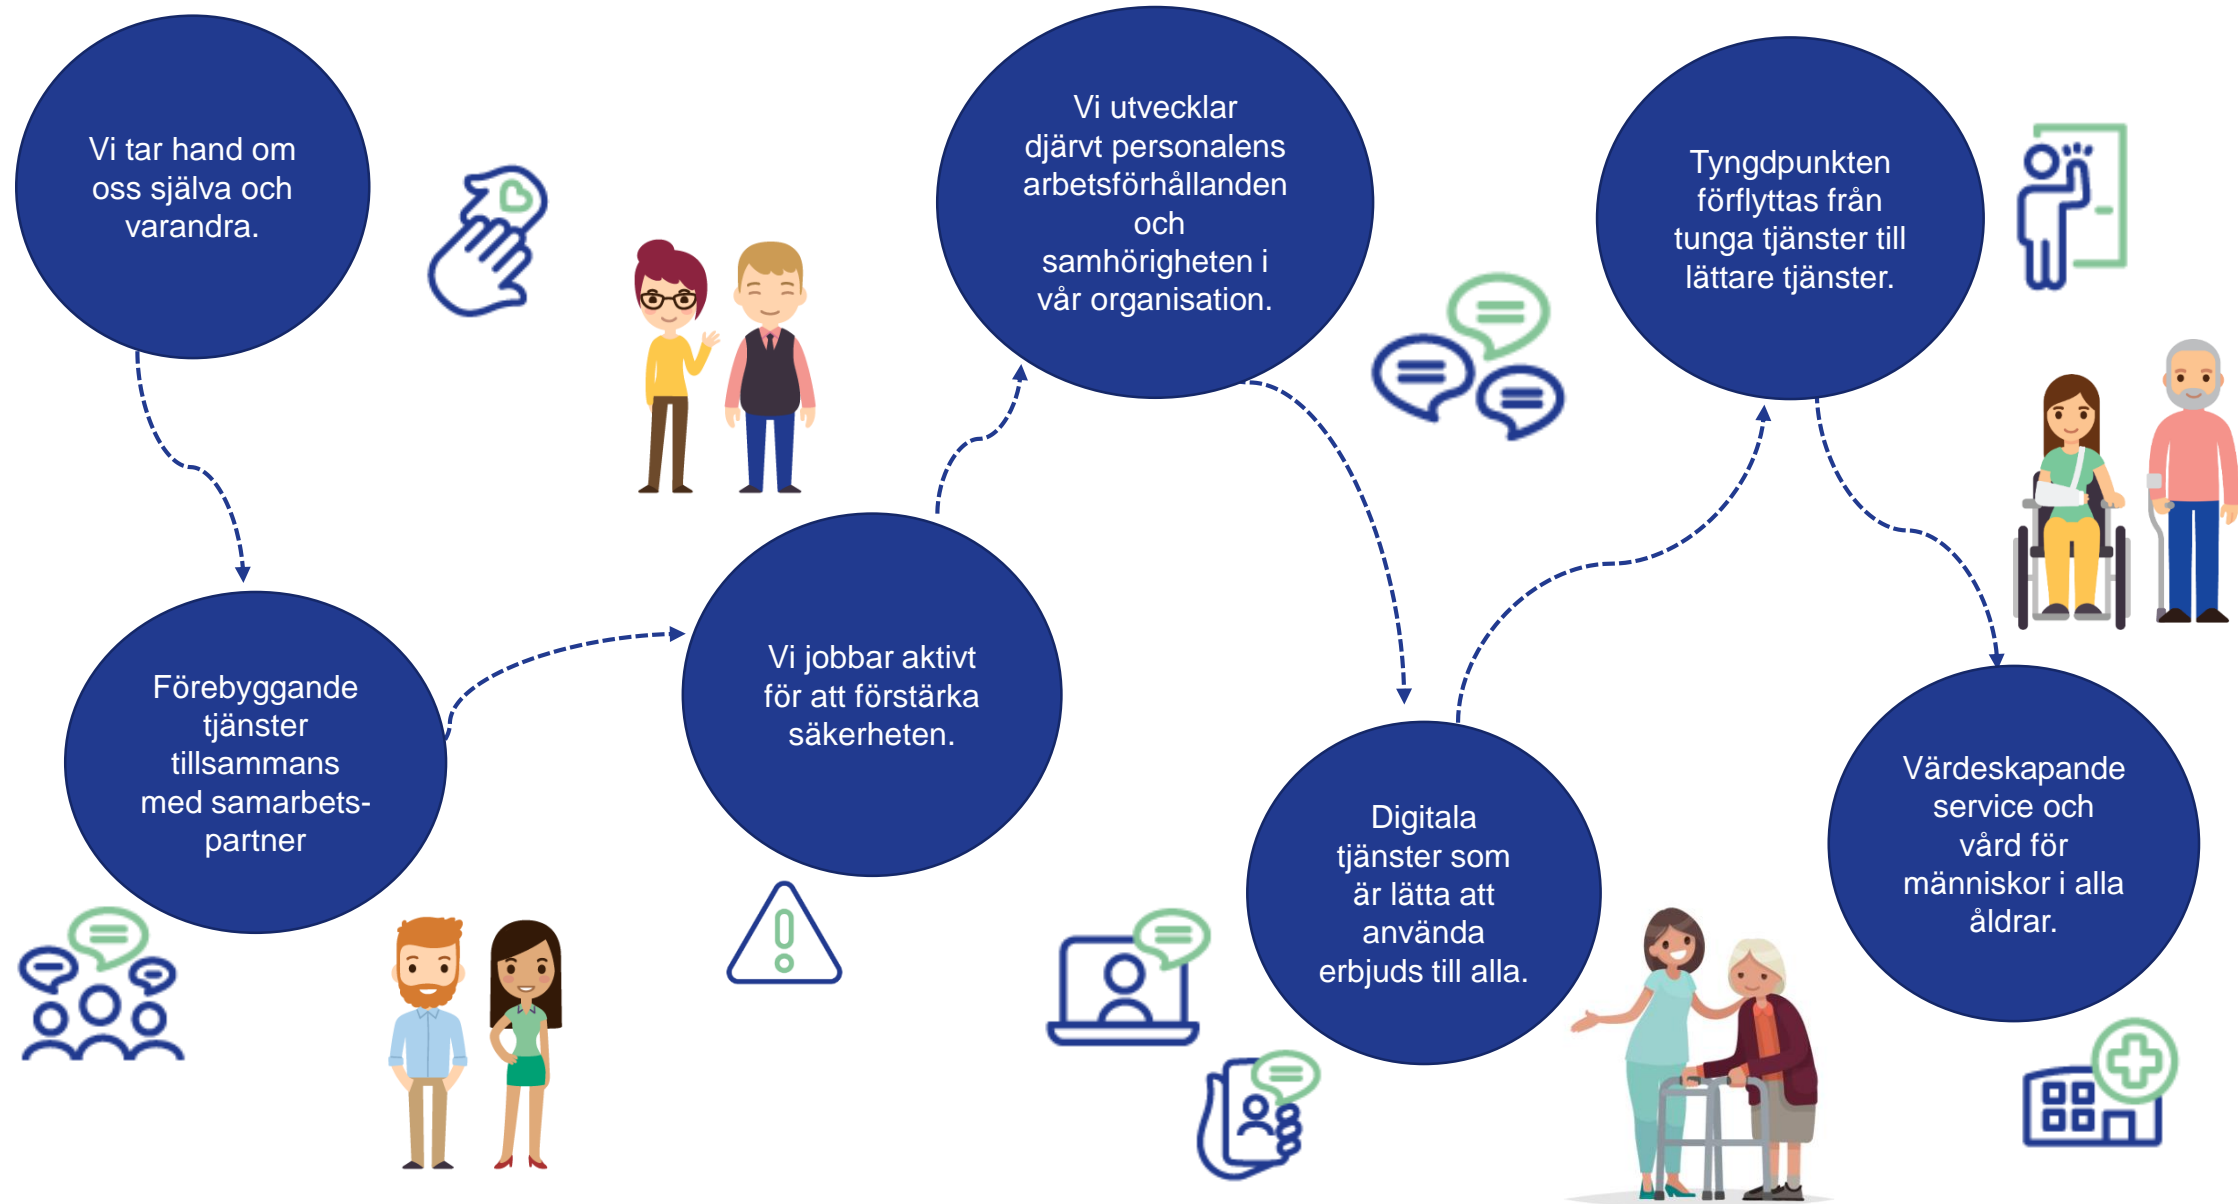 Vi tar hand om
oss själva och
varandra.
Förebyggande
tjänster
tillsammans
med samarbets-
partner
Vi jobbar aktivt
för att förstärka
säkerheten.
Vi utvecklar
djärvt personalens
arbetsförhållanden
och
samhörigheten i
vår organisation.
Digitala
tjänster som
är lätta att
använda
erbjuds till alla.
Tyngdpunkten
förflyttas från
tunga tjänster till
lättare tjänster.
Värdeskapande
service och
vård för
människor i alla
åldrar.